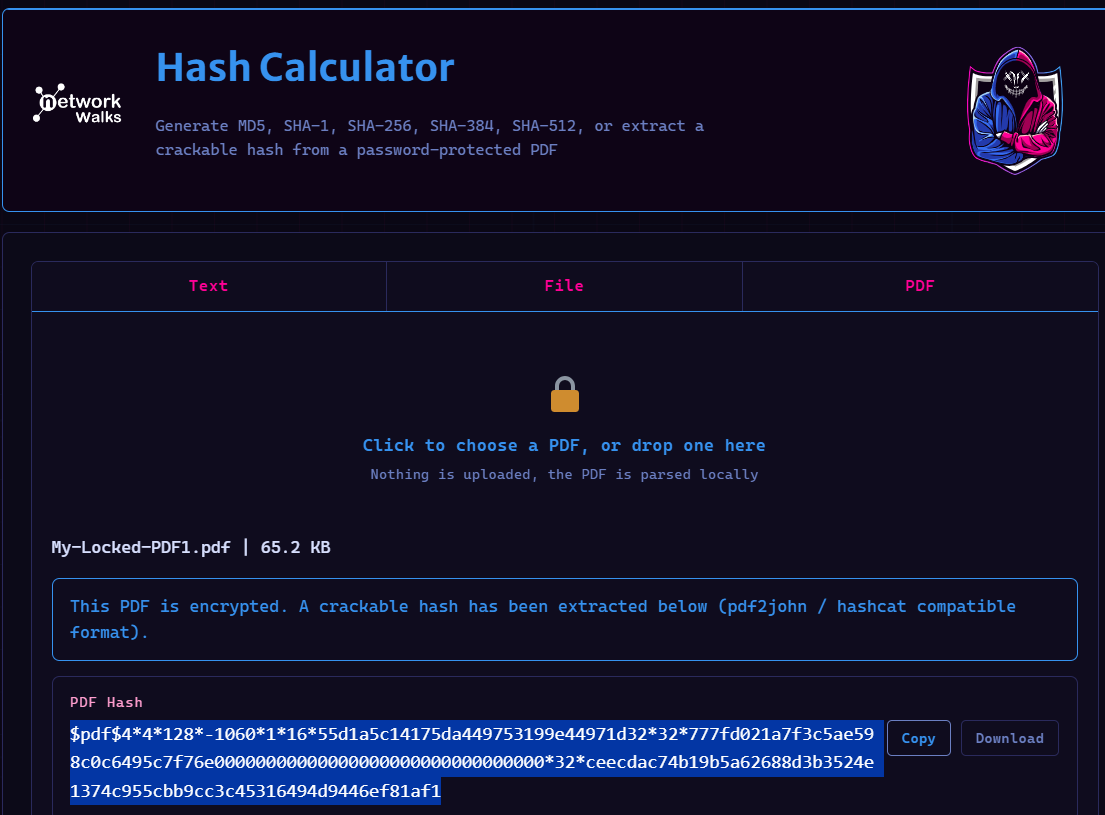 network
Walks
Hash Calculator
Generate MD5, SHA-1, SHA-256, SHA-384, SHA-512, or extract a
crackable hash from a password-protected PDF
Text
File
PDF
Click to choose a PDF, or drop one here
Nothing is uploaded, the PDF is parsed locally
My-Locked-PDF1.pdf | 65.2 KB
This PDF is encrypted. A crackable hash has been extracted below (pdf2john / hashcat compatible
format).
PDF Hash
$pdf$4*4*128*-1060*1*16*55d1a5c14175da449753199e44971d32*32*777fd021a7f3c5ae59
8c0c6495c7f76e00000000000000000000000000000000*32*ceecdac74b19b5a62688d3b3524e
1374c955cbb9cc3c45316494d9446ef81af1
Copy
Download